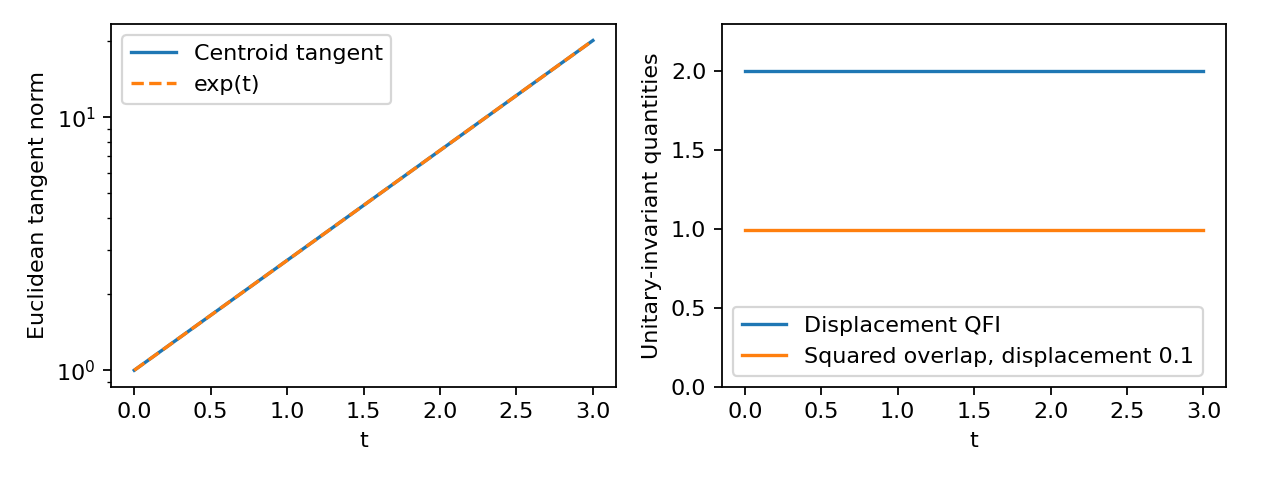 Euclidean tangent norm
10¹
10⁰
Centroid tangent
exp(t)
0.0 0.5 1.0 1.5 2.0 2.5 3.0
t
Unitary-invariant quantities
2.0
1.5
1.0
0.5
0.0
Displacement QFI
Squared overlap, displacement 0.1
0.0 0.5 1.0 1.5 2.0 2.5 3.0
t